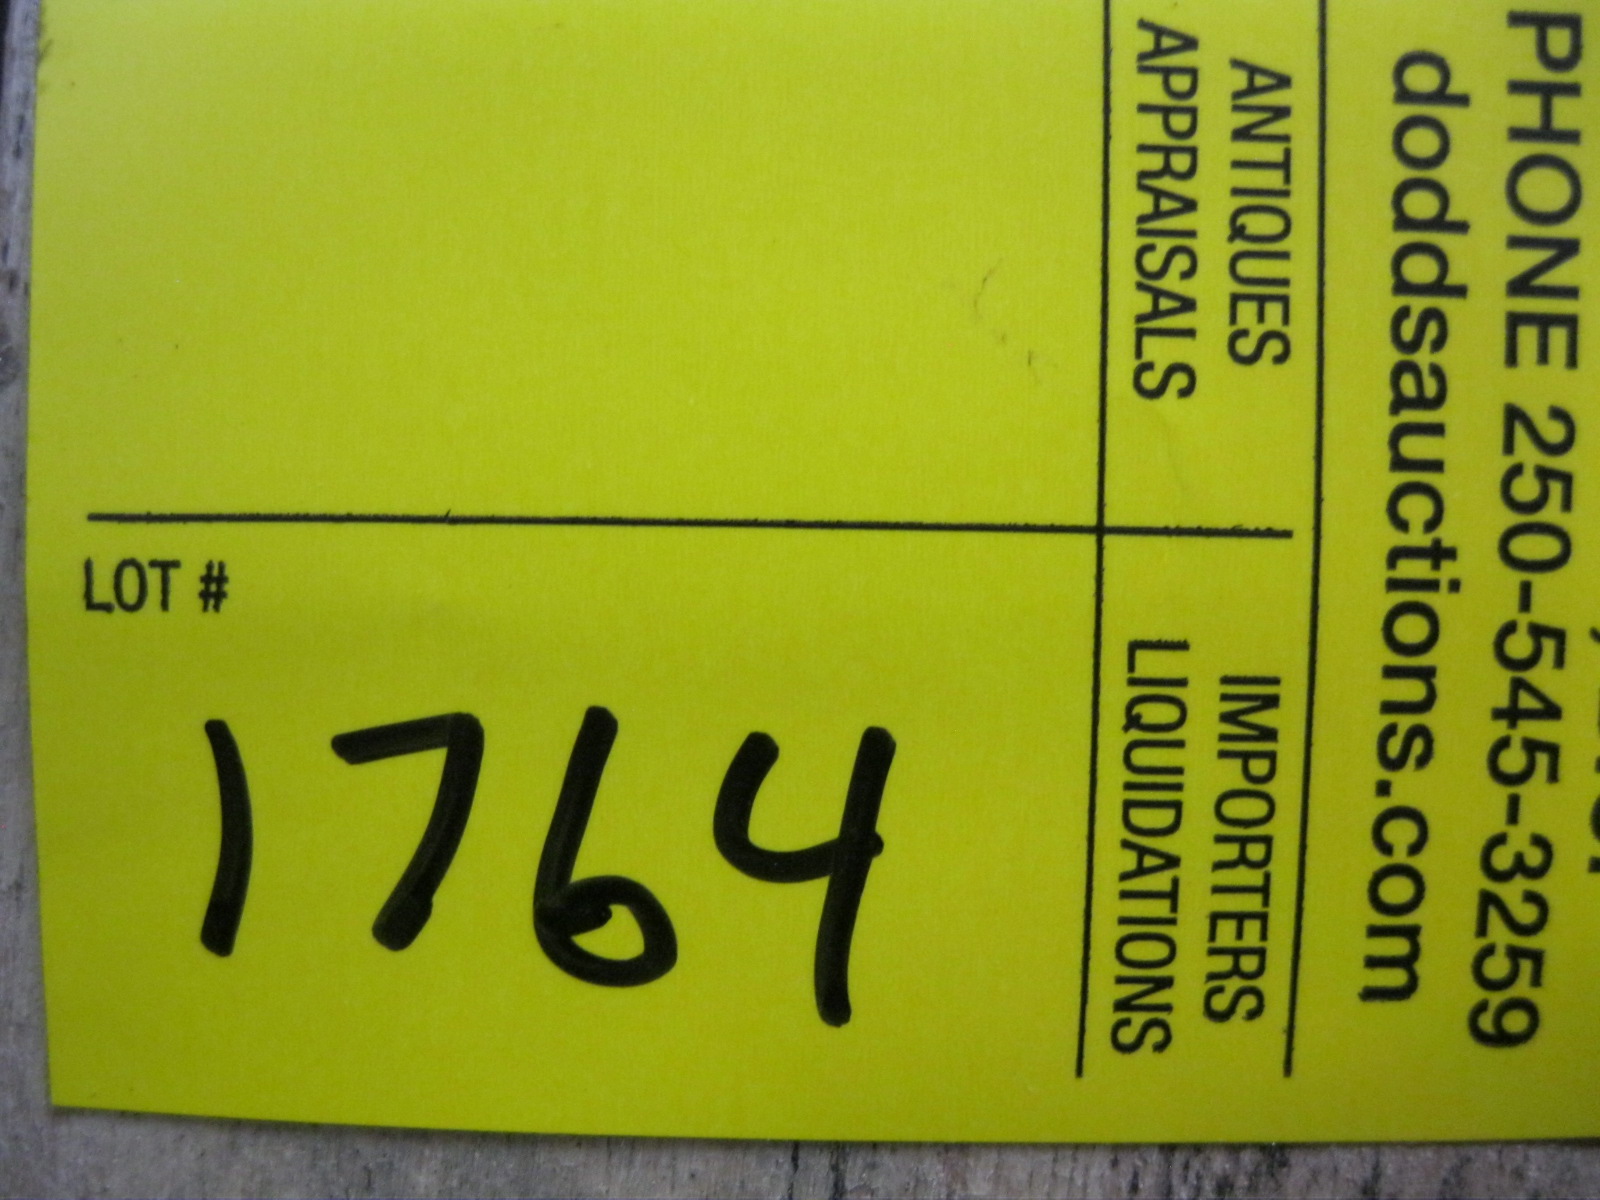 PHONE 250-545-3259
doddsauctions.com
ANTIQUES
APPRAISALS
IMPORTERS
LIQUIDATIONS
LOT #
1764